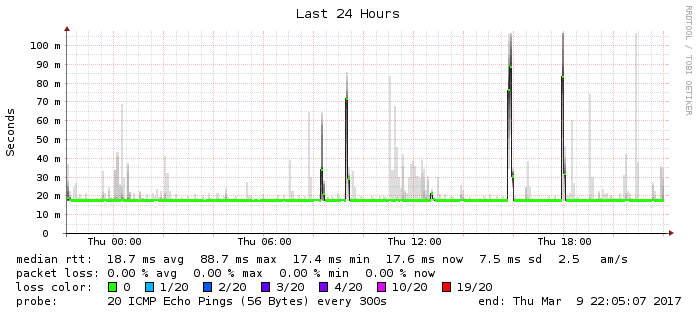 Last 24 Hours
RRDTOOL / TOBI OETIKER
Seconds
100 m
90 m
80 m
70 m
60 m
50 m
40 m
30 m
20 m
10 m
0
Thu 00:00 Thu 06:00 Thu 12:00 Thu 18:00
median rtt: 18.7 ms avg 88.7 ms max 17.4 ms min 17.6 ms now 7.5 ms sd 2.5 am/s
packet loss: 0.00 % avg 0.00 % max 0.00 % min 0.00 % now
loss color: 0 1/20 2/20 3/20 4/20 10/20 19/20
probe: 20 ICMP Echo Pings (56 Bytes) every 300s end: Thu Mar 9 22:05:07 2017